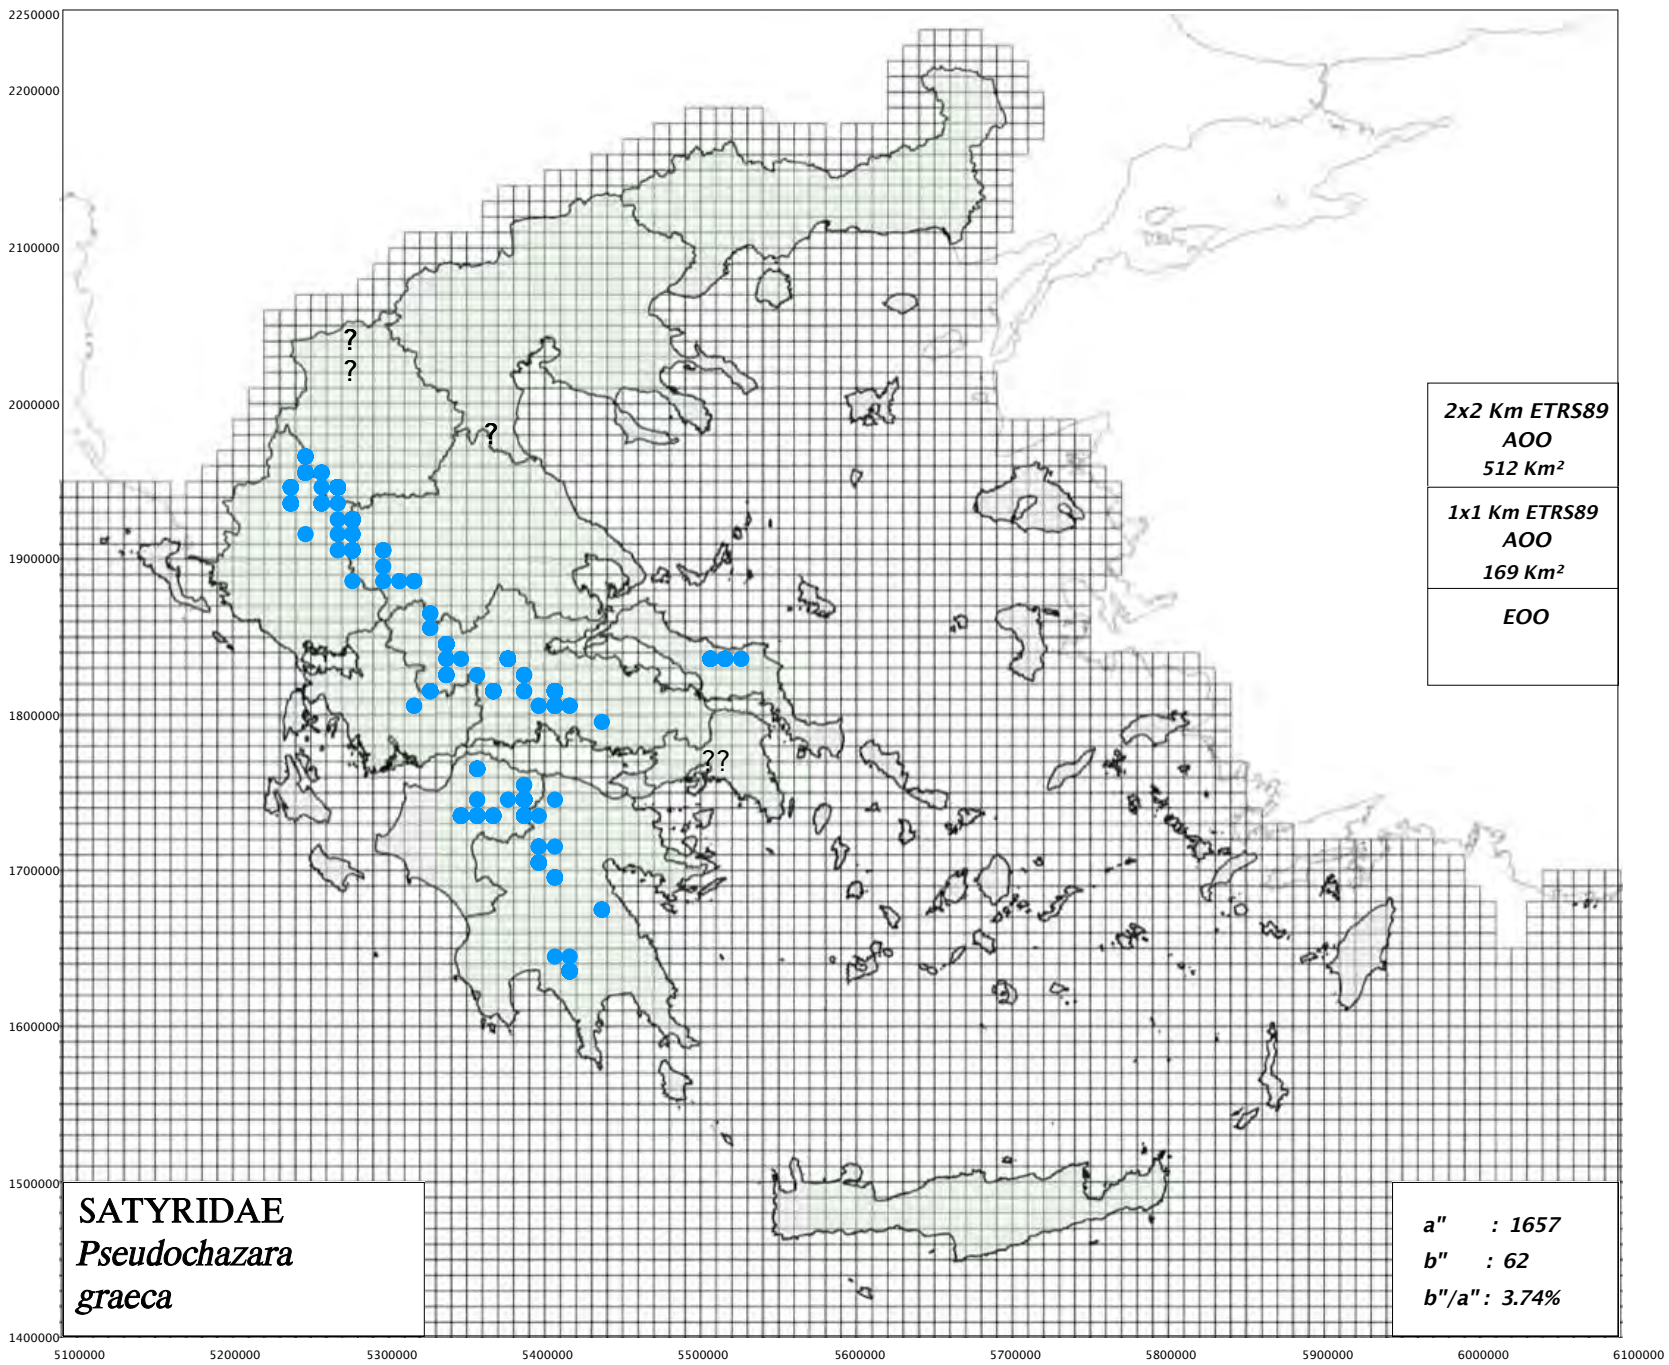 2250000
2200000
2100000
2000000
1900000
1800000
1700000
1600000
1500000
1400000
?
?
?
??
2x2 Km ETRS89
AOO
512 Km²
1x1 Km ETRS89
AOO
169 Km²
EOO
SATYRIDAE
Pseudochazara
graeca
a" : 1657
b" : 62
b"/a" : 3.74%
5100000 5200000 5300000 5400000 5500000 5600000 5700000 5800000 5900000 6000000 6100000